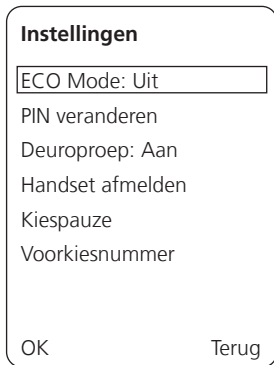 Instellingen
ECO Mode: Uit
PIN veranderen
Deuroproep: Aan
Handset afmelden
Kiespauze
Voorkiesnummer
OK Terug